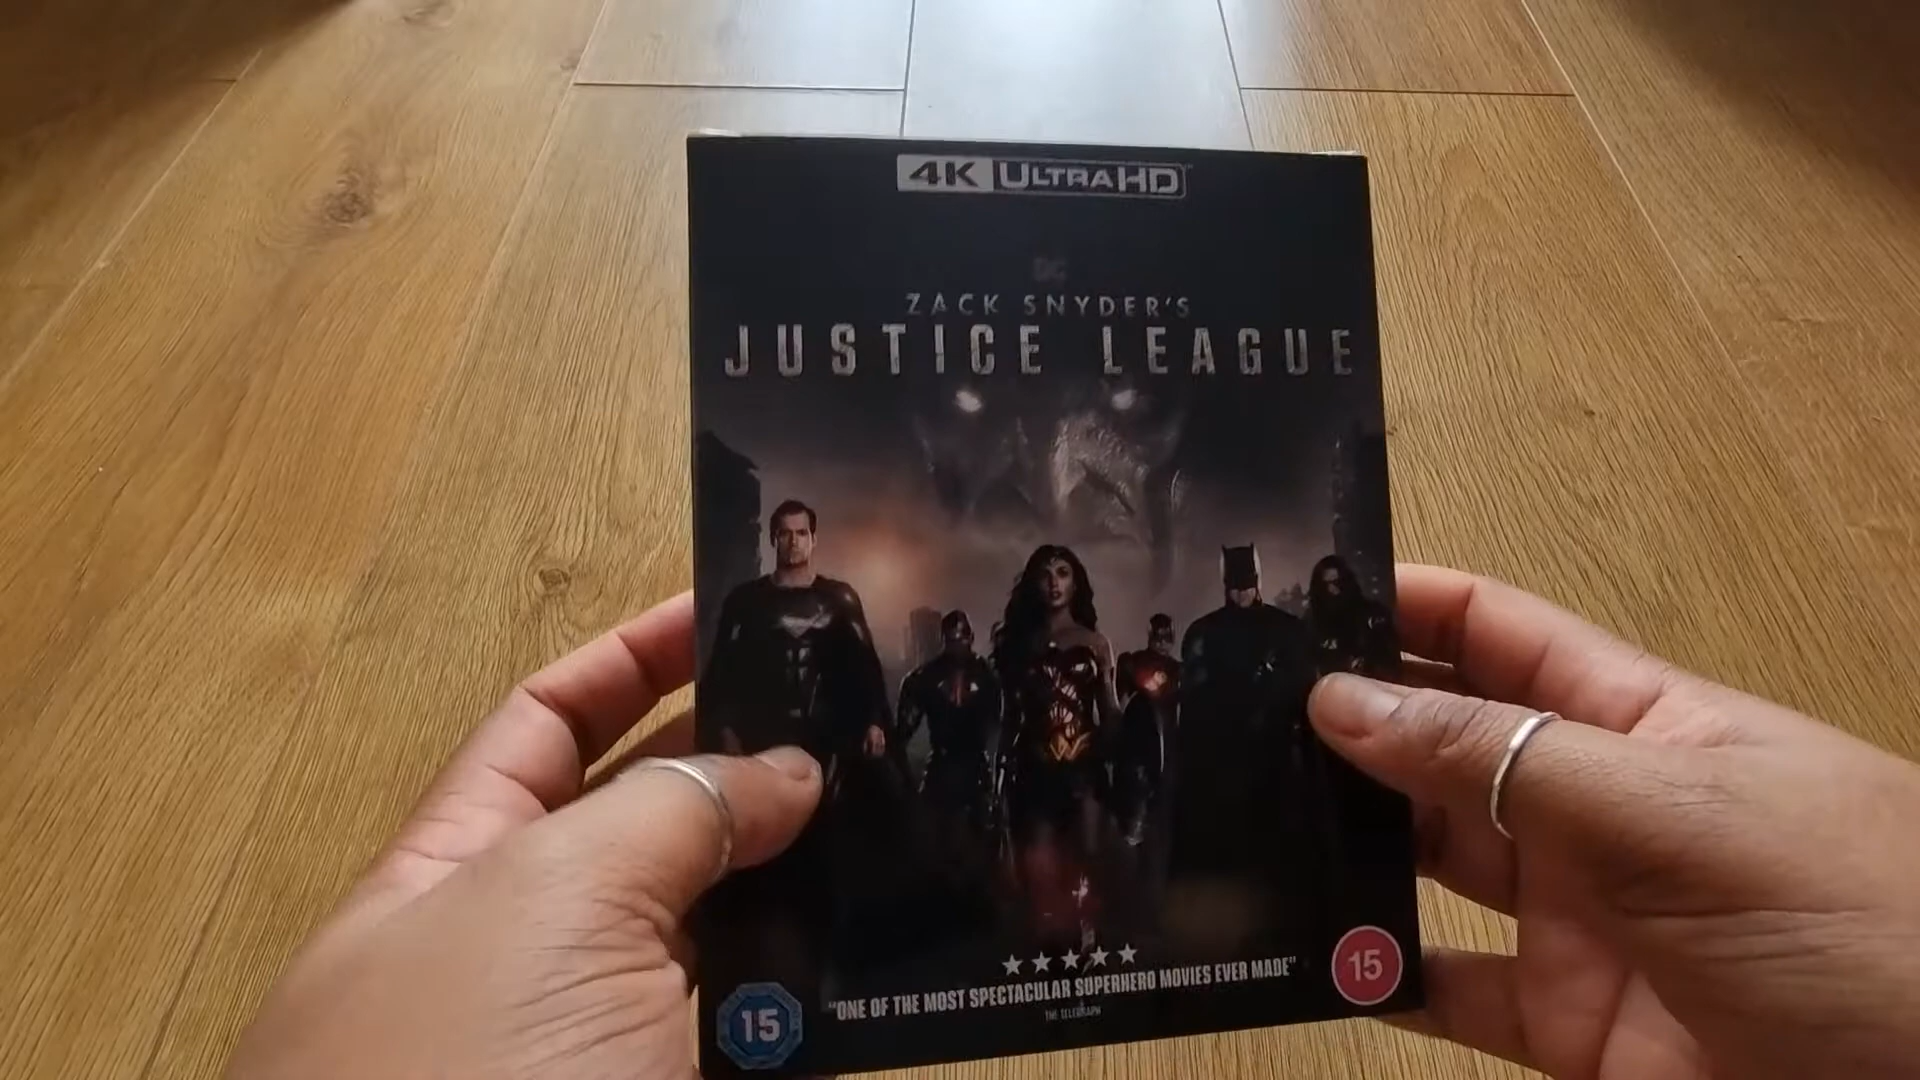 4K ULTRAHD
DC
ZACK SNYDER'S
JUSTICE LEAGUE
"ONE OF THE MOST SPECTACULAR SUPERHERO MOVIES EVER MADE"
THE TELEGRAPH
15
15